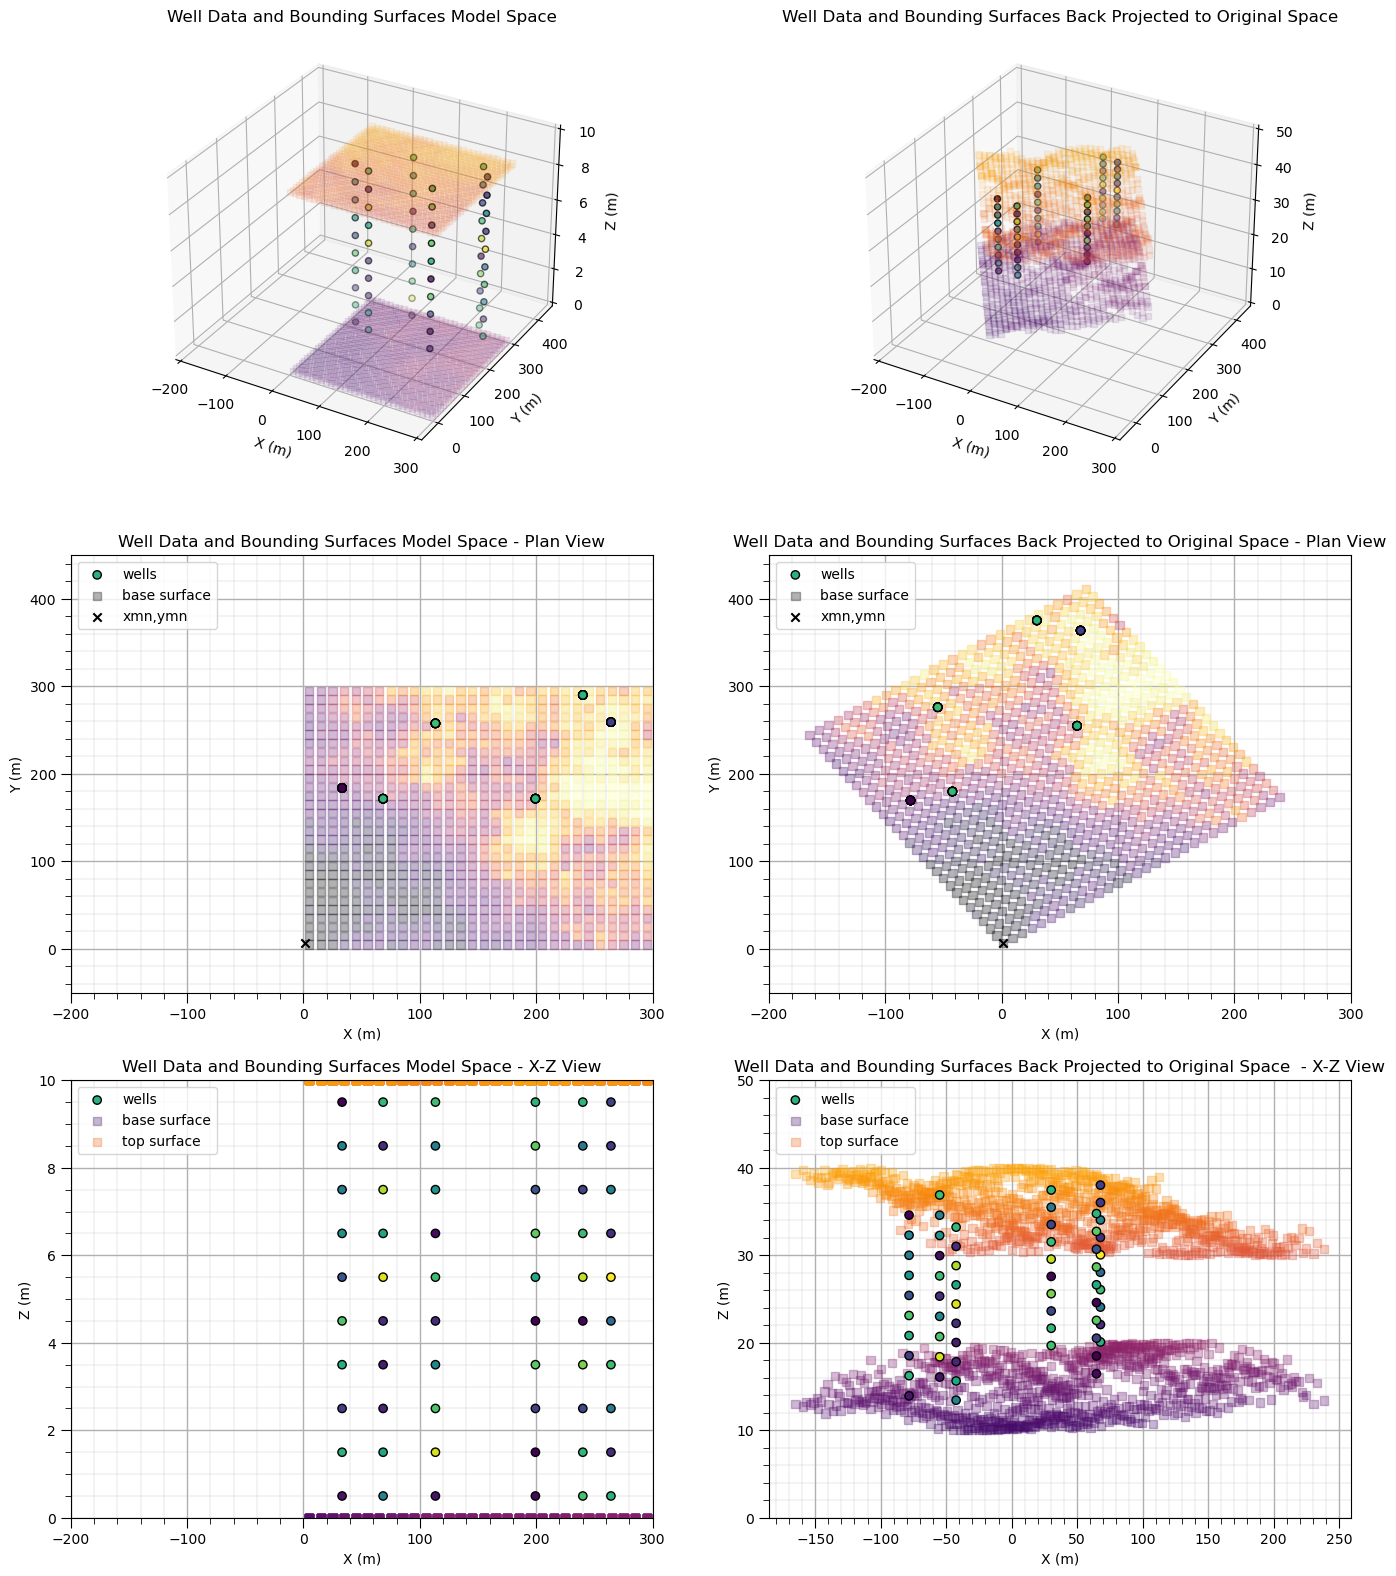 Well Data and Bounding Surfaces Model Space
10
8
6
4
2
0
Z (m)
−200
−100
0
100
200
300
X (m)
0
100
200
300
400
Y (m)
Well Data and Bounding Surfaces Back Projected to Original Space
50
40
30
20
10
0
Z (m)
−200
−100
0
100
200
300
X (m)
0
100
200
300
400
Y (m)
Well Data and Bounding Surfaces Model Space - Plan View
wells
base surface
xmn,ymn
400
300
200
100
0
Y (m)
−200 −100 0 100 200 300
X (m)
Well Data and Bounding Surfaces Back Projected to Original Space - Plan View
wells
base surface
xmn,ymn
400
300
200
100
0
Y (m)
−200 −100 0 100 200 300
X (m)
Well Data and Bounding Surfaces Model Space - X-Z View
wells
base surface
top surface
10
8
6
4
2
0
Z (m)
−200 −100 0 100 200 300
X (m)
Well Data and Bounding Surfaces Back Projected to Original Space  - X-Z View
wells
base surface
top surface
50
40
30
20
10
0
Z (m)
−150 −100 −50 0 50 100 150 200 250
X (m)